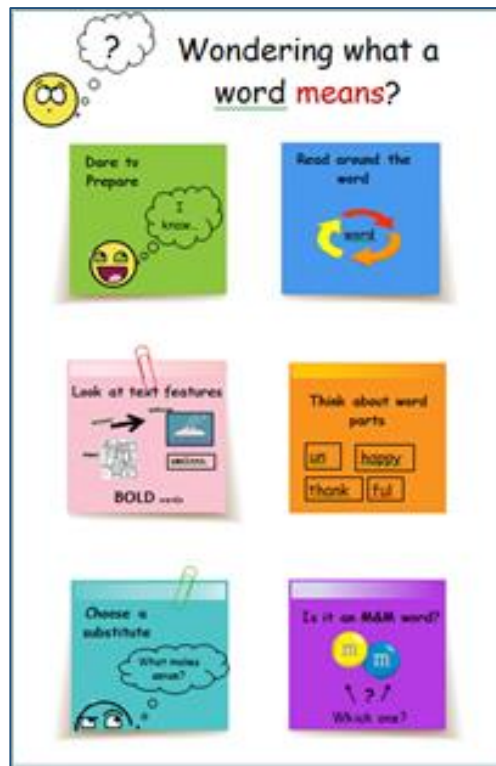 ?
Wondering what a
word means?
Dare to
Prepare
I
know...
Read around the
word
word
Look at text features
BOLD words
Think about word
parts
un happy
thank ful
Choose a
substitute
What makes
sense?
Is it an M&M word?
m
m
?
Which one?